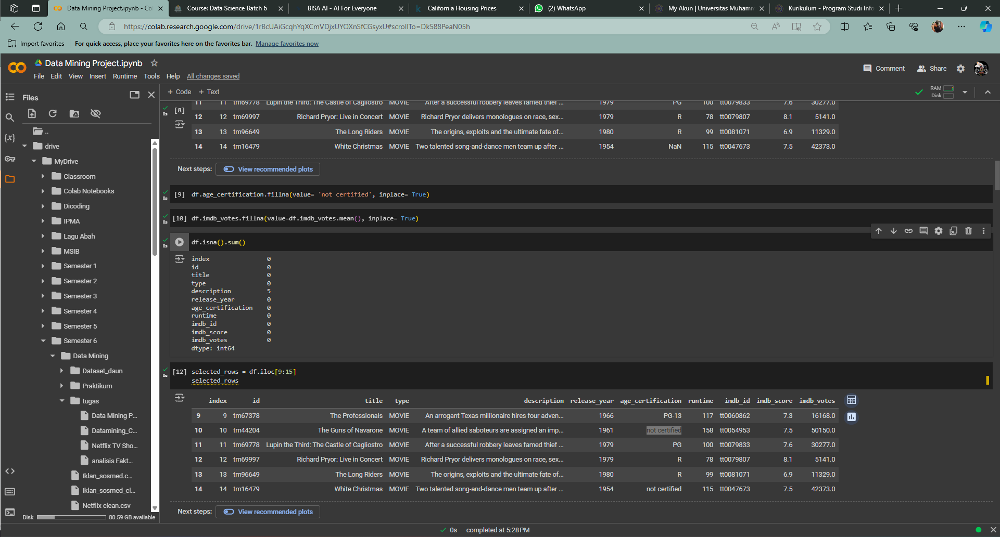 Data Mining Project.ipynb - Co
Course: Data Science Batch 6
BISA AI - AI For Everyone
California Housing Prices
(2) WhatsApp
My Akun | Universitas Muhamm
Kurikulum - Program Studi Info
https://colab.research.google.com/drive/1rBcUAiGcqhYqXCmVDjxUYOXnSfCGsyxU#scrollTo=Dk588PeaN05h
Import favorites
For quick access, place your favorites here on the favorites bar. Manage favorites now
Data Mining Project.ipynb
File Edit View Insert Runtime Tools Help All changes saved
Comment Share
Files
+ Code + Text
RAM
Disk
..
drive
MyDrive
Classroom
Colab Notebooks
Dicoding
IPMA
Lagu Abah
MSIB
Semester 1
Semester 2
Semester 3
Semester 4
Semester 5
Semester 6
Data Mining
Dataset_daun
Praktikum
tugas
Data Mining P...
Datamining_C...
Netflix TV Sho...
analisis Fakt...
Iklan_sosmed.c...
Iklan_sosmed_cl...
Netflix clean.csv
Disk 80.59 GB available
0s [8]
11 11 tm69778 Lupin the Third: The Castle of Cagliostro MOVIE After a successful robbery leaves famed thief ... 1979 PG 100 tt0079833 7.6 30277.0
12 12 tm69997 Richard Pryor: Live in Concert MOVIE Richard Pryor delivers monologues on race, sex... 1979 R 78 tt0079807 8.1 5141.0
13 13 tm96649 The Long Riders MOVIE The origins, exploits and the ultimate fate of... 1980 R 99 tt0081071 6.9 11329.0
14 14 tm16479 White Christmas MOVIE Two talented song-and-dance men team up after ... 1954 NaN 115 tt0047673 7.5 42373.0
Next steps: View recommended plots
0s [9] df.age_certification.fillna(value= 'not certified', inplace= True)
0s [10] df.imdb_votes.fillna(value=df.imdb_votes.mean(), inplace= True)
0s df.isna().sum()
index 0
id 0
title 0
type 0
description 5
release_year 0
age_certification 0
runtime 0
imdb_id 0
imdb_score 0
imdb_votes 0
dtype: int64
0s [12] selected_rows = df.iloc[9:15]
selected_rows
index id title type description release_year age_certification runtime imdb_id imdb_score imdb_votes
9 9 tm67378 The Professionals MOVIE An arrogant Texas millionaire hires four adven... 1966 PG-13 117 tt0060862 7.3 16168.0
10 10 tm44204 The Guns of Navarone MOVIE A team of allied saboteurs are assigned an imp... 1961 not certified 158 tt0054953 7.5 50150.0
11 11 tm69778 Lupin the Third: The Castle of Cagliostro MOVIE After a successful robbery leaves famed thief ... 1979 PG 100 tt0079833 7.6 30277.0
12 12 tm69997 Richard Pryor: Live in Concert MOVIE Richard Pryor delivers monologues on race, sex... 1979 R 78 tt0079807 8.1 5141.0
13 13 tm96649 The Long Riders MOVIE The origins, exploits and the ultimate fate of... 1980 R 99 tt0081071 6.9 11329.0
14 14 tm16479 White Christmas MOVIE Two talented song-and-dance men team up after ... 1954 not certified 115 tt0047673 7.5 42373.0
Next steps: View recommended plots
0s completed at 5:28 PM